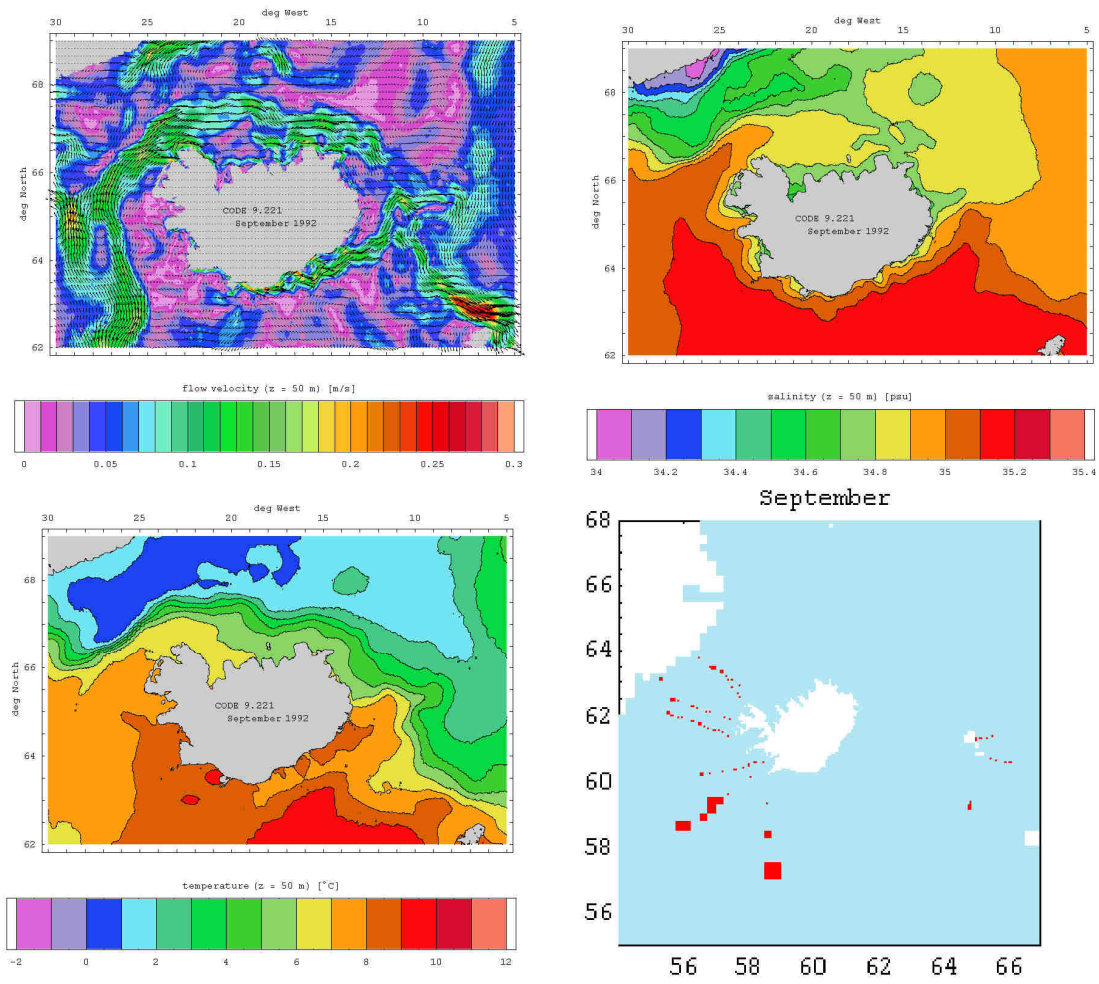 deg West
30 25 20 15 10 5
deg North
68
66
64
62
CODE 9.221
September 1992
flow velocity (z = 50 m) [m/s]
0 0.05 0.1 0.15 0.2 0.25 0.3
deg West
30 25 20 15 10 5
deg North
68
66
64
62
CODE 9.221
September 1992
salinity (z = 50 m) [psu]
34 34.2 34.4 34.6 34.8 35 35.2 35.4
deg West
30 25 20 15 10 5
deg North
68
66
64
62
CODE 9.221
September 1992
temperature (z = 50 m) [°C]
-2 0 2 4 6 8 10 12
September
68
66
64
62
60
58
56
56 58 60 62 64 66